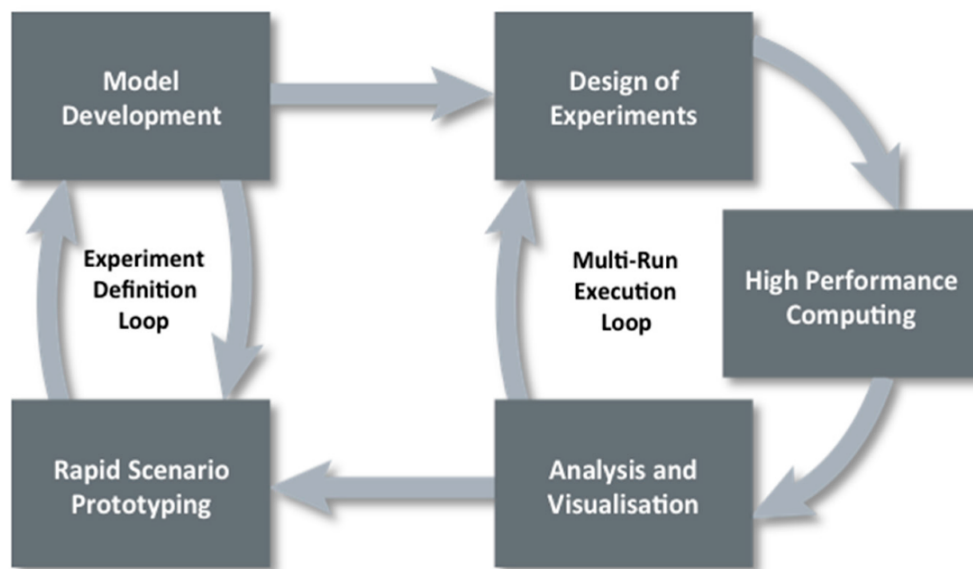 Model
Development
Design of
Experiments
Experiment
Definition
Loop
Multi-Run
Execution
Loop
High Performance
Computing
Rapid Scenario
Prototyping
Analysis and
Visualisation